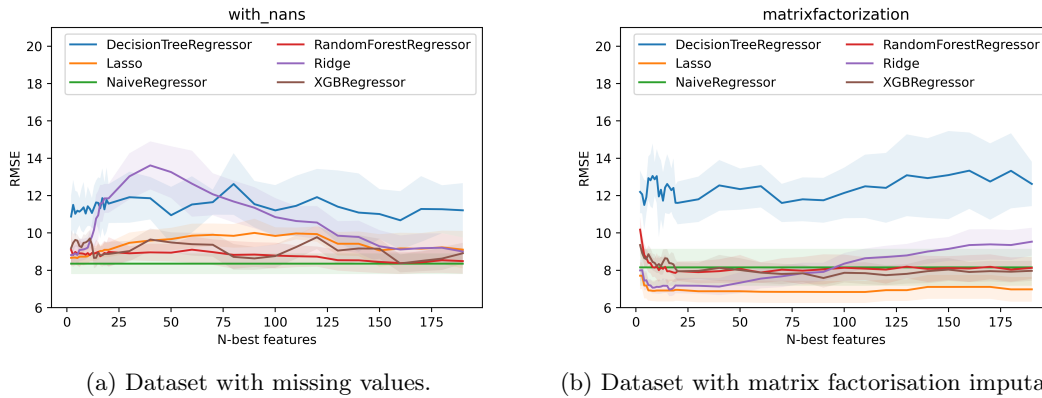 with_nans
DecisionTreeRegressor
Lasso
NaiveRegressor
RandomForestRegressor
Ridge
XGBRegressor
RMSE
20
18
16
14
12
10
8
6
0 25 50 75 100 125 150 175
N-best features
(a) Dataset with missing values.
matrixfactorization
DecisionTreeRegressor
Lasso
NaiveRegressor
RandomForestRegressor
Ridge
XGBRegressor
RMSE
20
18
16
14
12
10
8
6
0 25 50 75 100 125 150 175
N-best features
(b) Dataset with matrix factorisation imputa